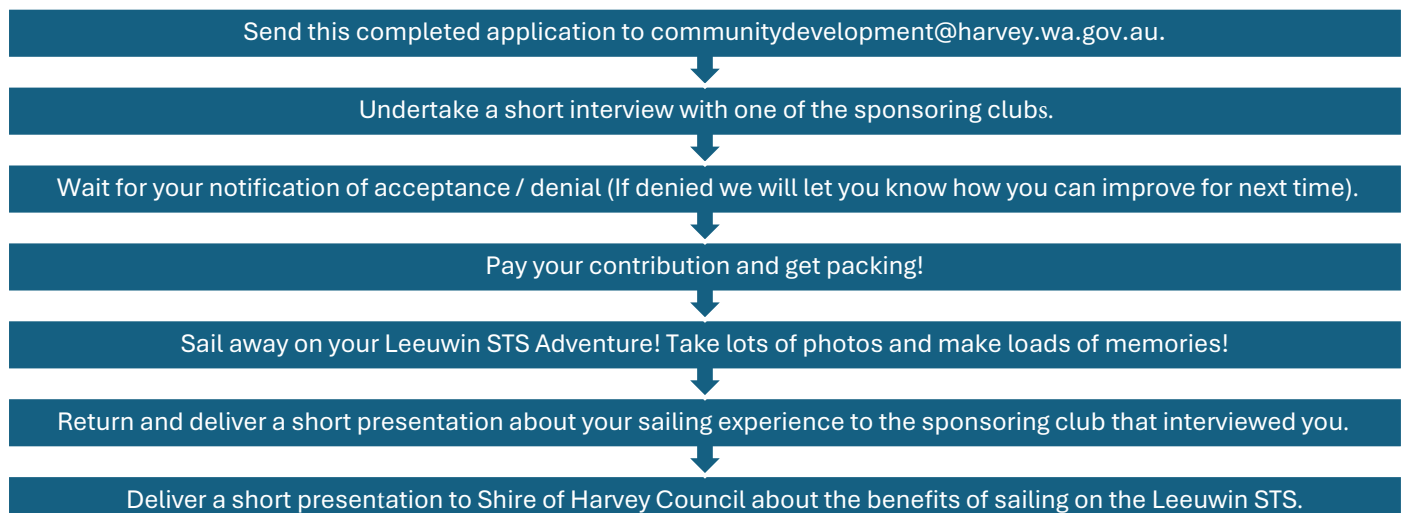 Send this completed application to communitydevelopment@harvey.wa.gov.au.
Undertake a short interview with one of the sponsoring clubs.
Wait for your notification of acceptance / denial (If denied we will let you know how you can improve for next time).
Pay your contribution and get packing!
Sail away on your Leeuwin STS Adventure! Take lots of photos and make loads of memories!
Return and deliver a short presentation about your sailing experience to the sponsoring club that interviewed you.
Deliver a short presentation to Shire of Harvey Council about the benefits of sailing on the Leeuwin STS.